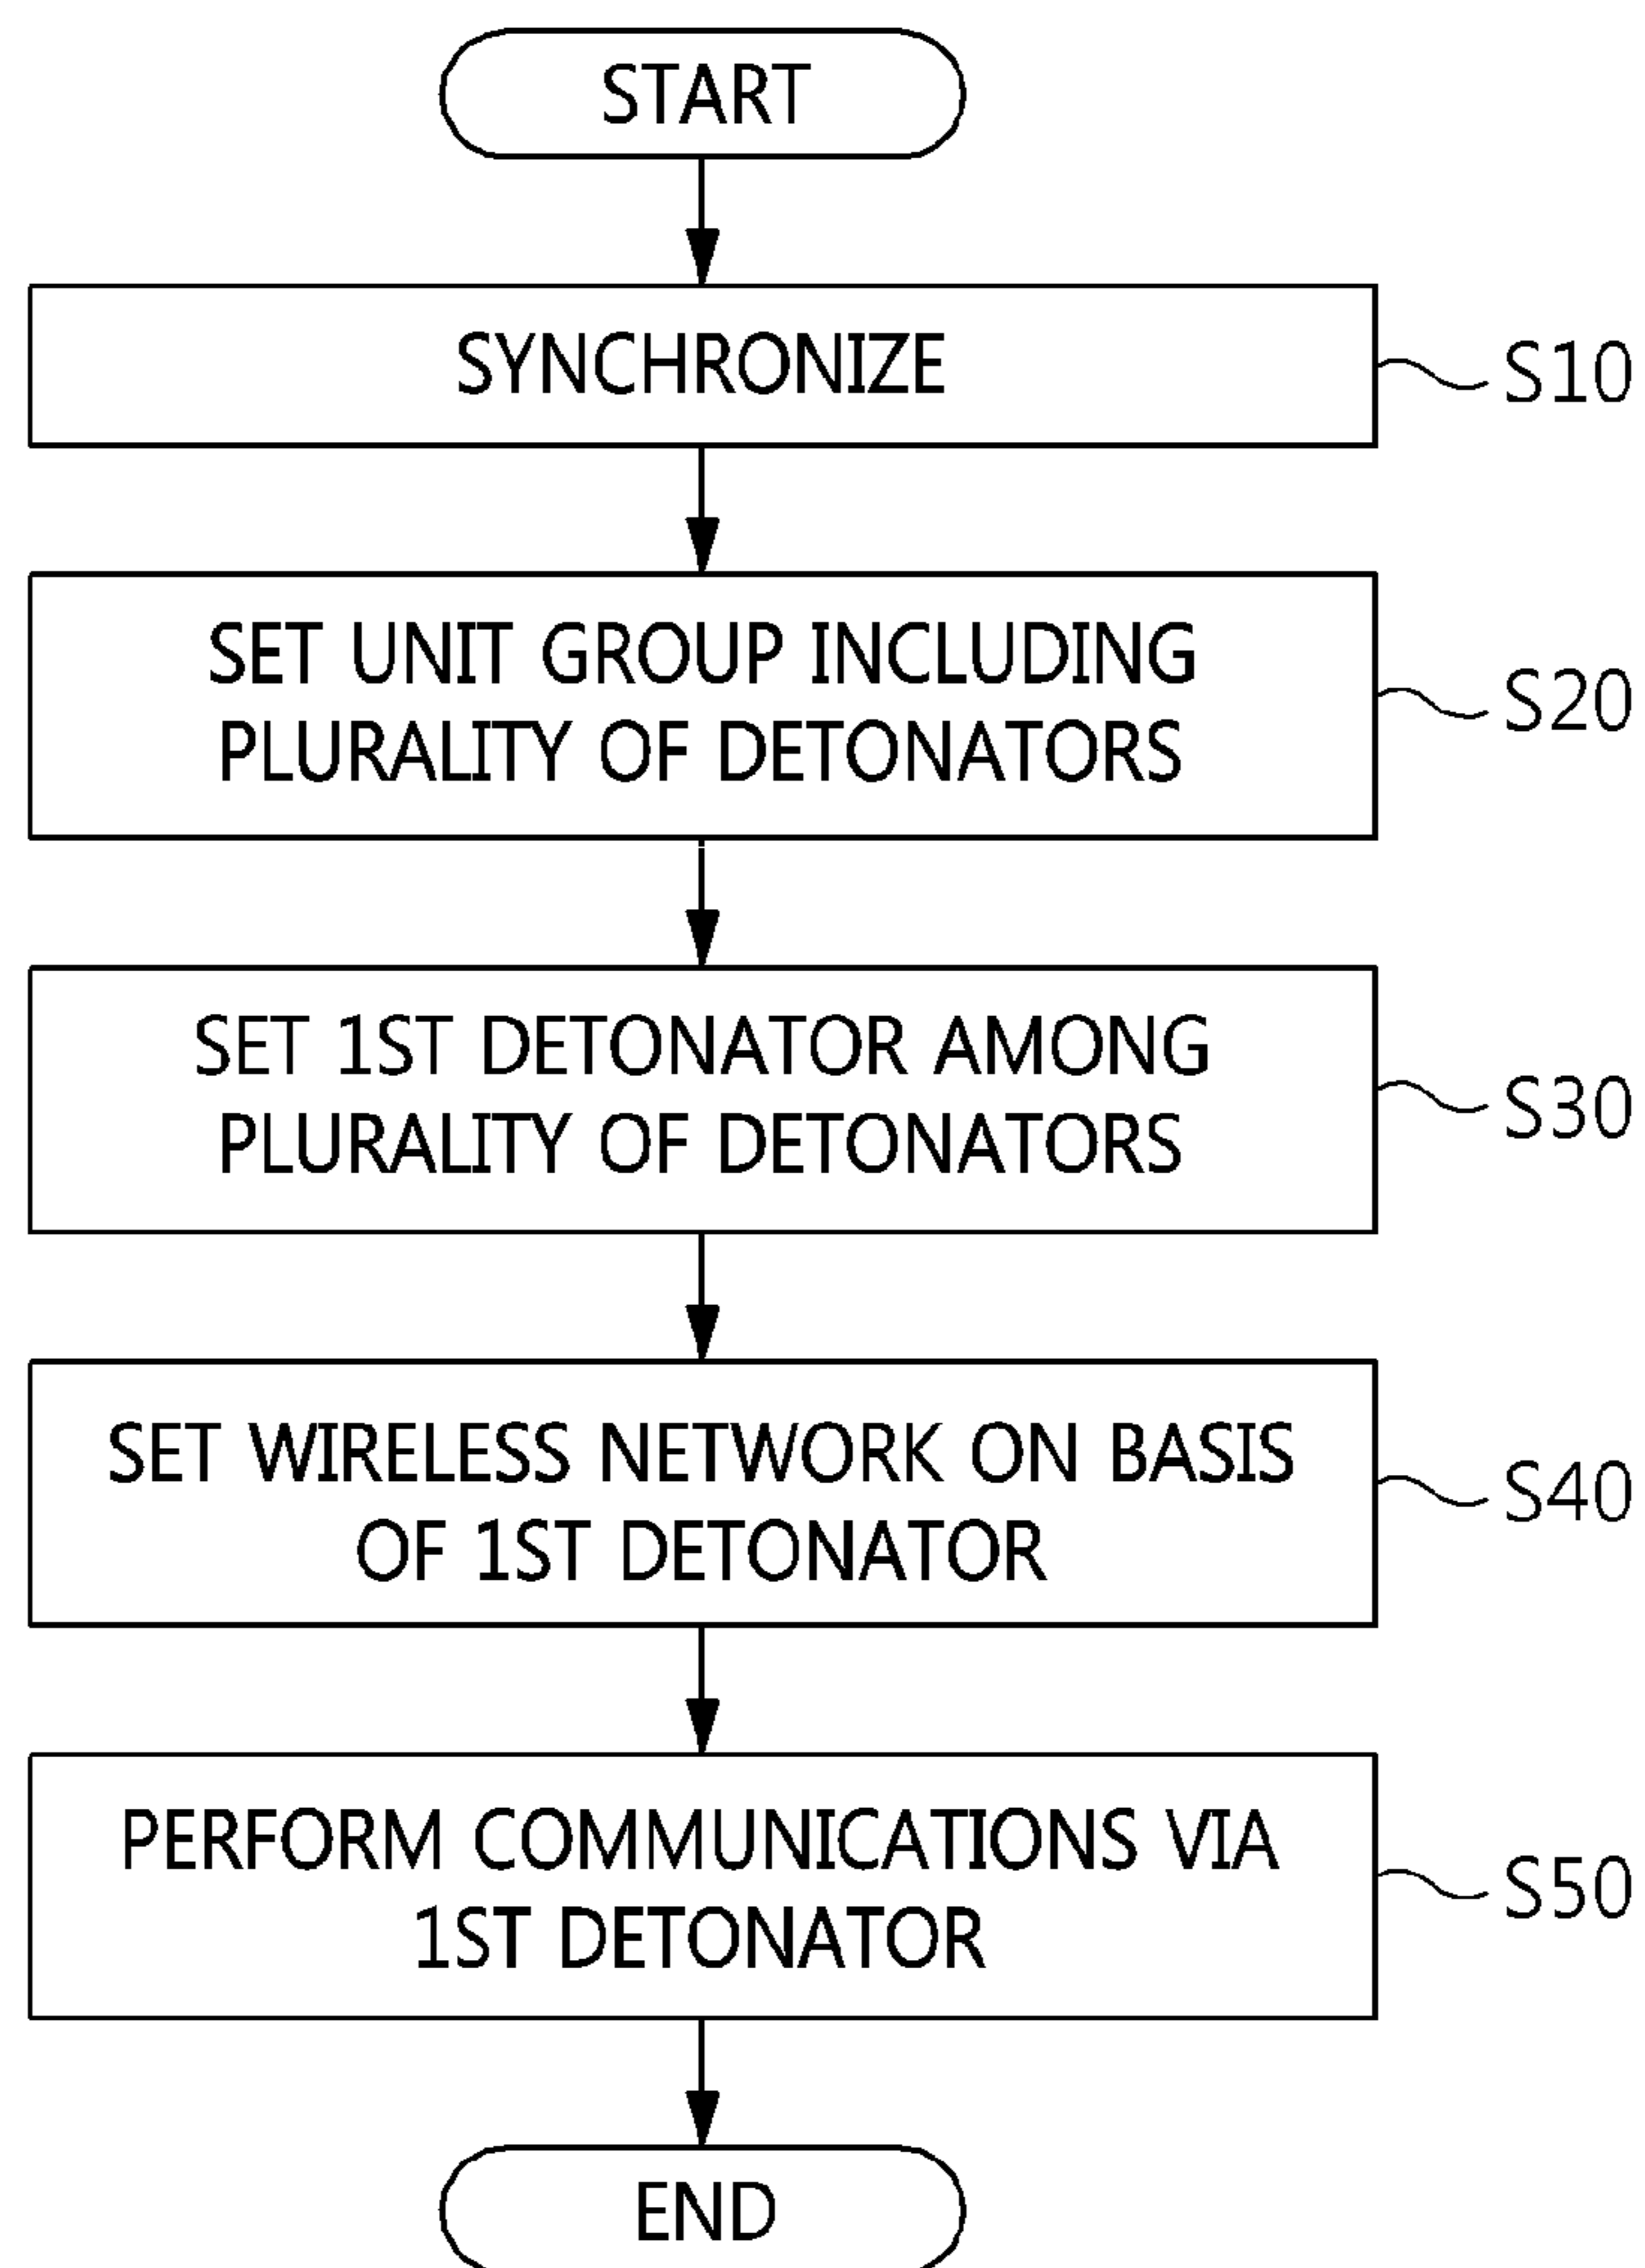 START
SYNCHRONIZE
S10
SET UNIT GROUP INCLUDING
PLURALITY OF DETONATORS
S20
SET 1ST DETONATOR AMONG
PLURALITY OF DETONATORS
S30
SET WIRELESS NETWORK ON BASIS
OF 1ST DETONATOR
S40
PERFORM COMMUNICATIONS VIA
1ST DETONATOR
S50
END